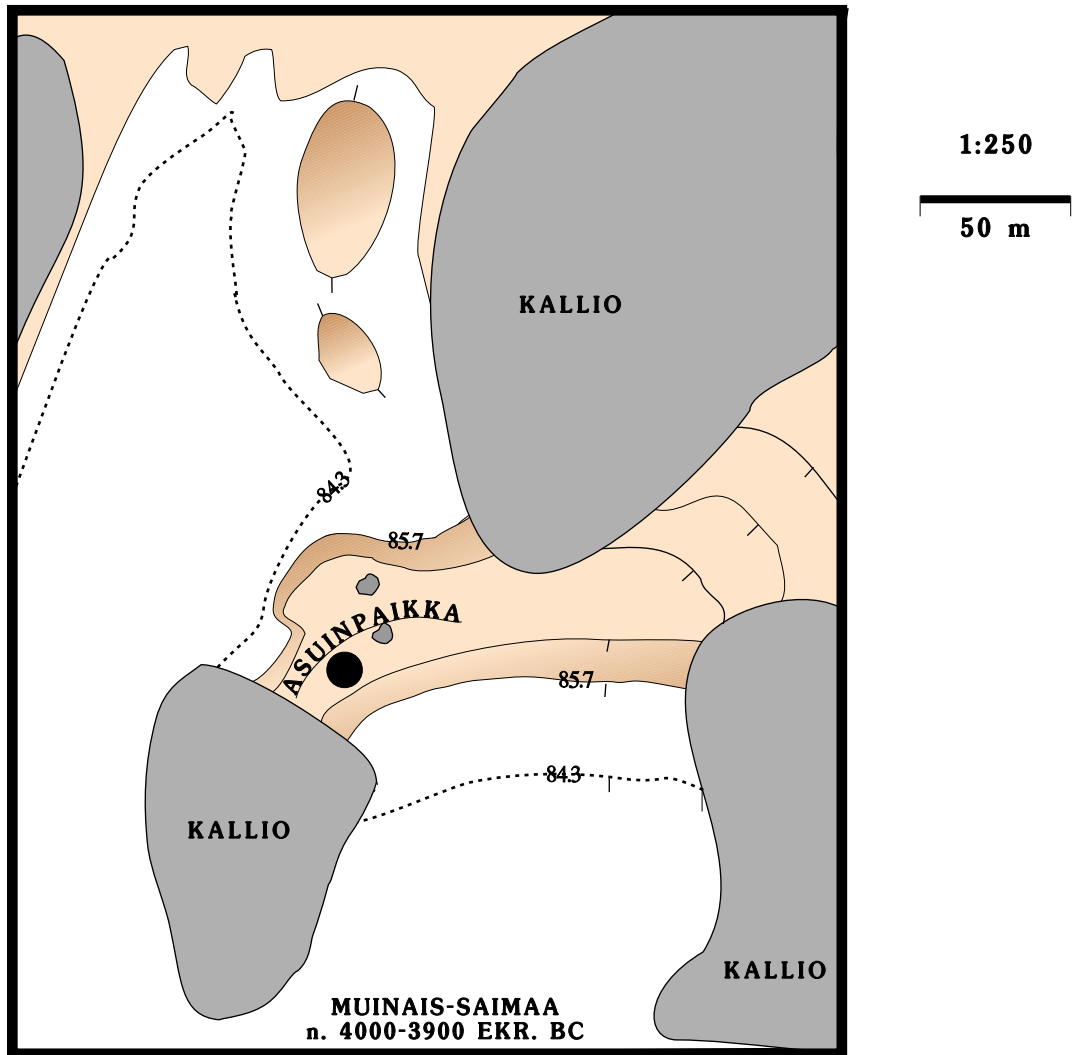 1:250
50 m
KALLIO
84.3
85.7
ASUINPAIKKA
85.7
84.3
KALLIO
KALLIO
MUINAIS-SAIMAA
n. 4000-3900 EKR. BC